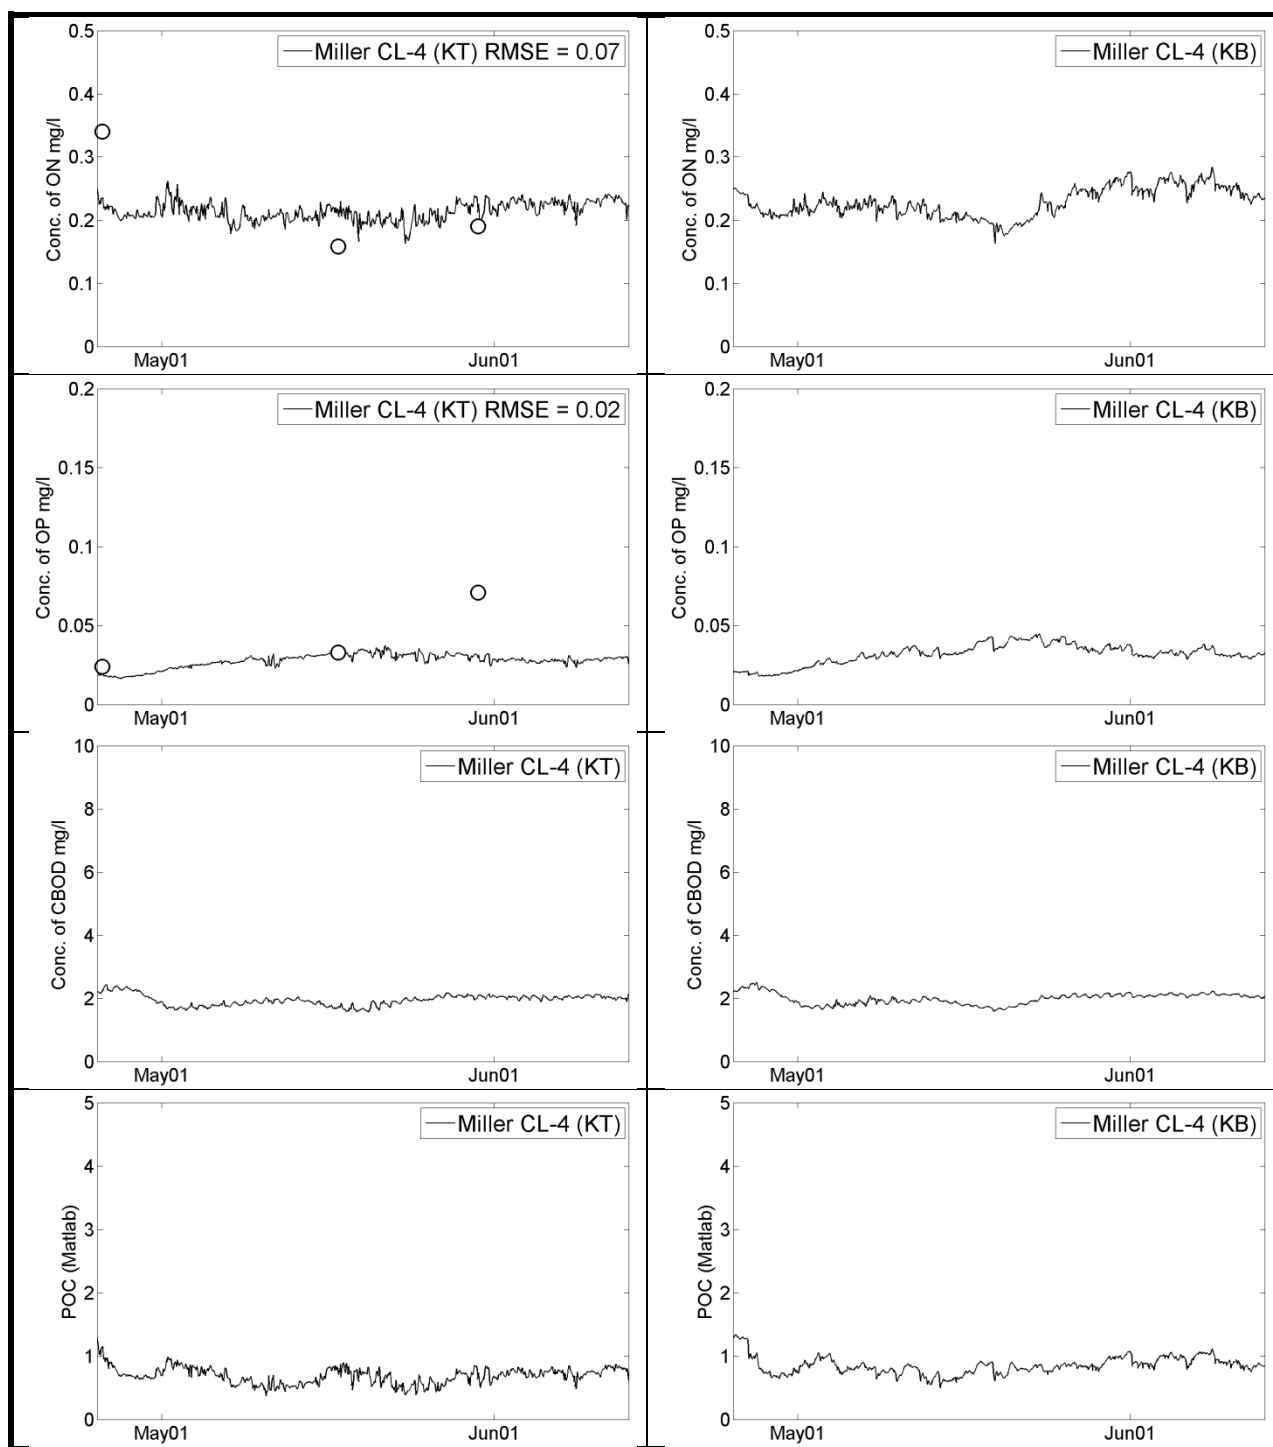 Miller CL-4 (KT) RMSE = 0.07
Conc. of ON mg/l
0.5
0.4
0.3
0.2
0.1
0
May01
Jun01
Miller CL-4 (KB)
Conc. of ON mg/l
0.5
0.4
0.3
0.2
0.1
0
May01
Jun01
Miller CL-4 (KT) RMSE = 0.02
Conc. of OP mg/l
0.2
0.15
0.1
0.05
0
May01
Jun01
Miller CL-4 (KB)
Conc. of OP mg/l
0.2
0.15
0.1
0.05
0
May01
Jun01
Miller CL-4 (KT)
Conc. of CBOD mg/l
10
8
6
4
2
0
May01
Jun01
Miller CL-4 (KB)
Conc. of CBOD mg/l
10
8
6
4
2
0
May01
Jun01
Miller CL-4 (KT)
POC (Matlab)
5
4
3
2
1
0
May01
Jun01
Miller CL-4 (KB)
POC (Matlab)
5
4
3
2
1
0
May01
Jun01